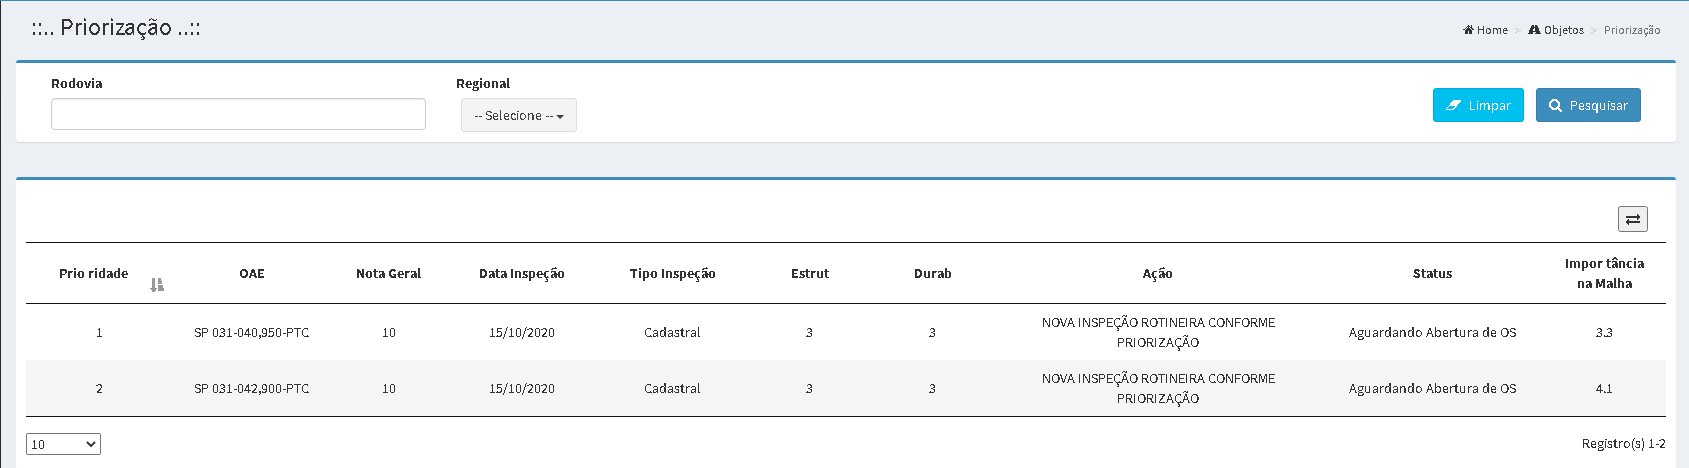 ::.. Priorização ..::
Home > Objetos > Priorização
Rodovia
Regional
-- Selecione --
Limpar
Pesquisar
Prio ridade
OAE
Nota Geral
Data Inspeção
Tipo Inspeção
Estrut
Durab
Ação
Status
Impor tância
na Malha
1
SP 031-040,950-PTC
10
15/10/2020
Cadastral
3
3
NOVA INSPEÇÃO ROTINEIRA CONFORME
PRIORIZAÇÃO
Aguardando Abertura de OS
3.3
2
SP 031-042,900-PTC
10
15/10/2020
Cadastral
3
3
NOVA INSPEÇÃO ROTINEIRA CONFORME
PRIORIZAÇÃO
Aguardando Abertura de OS
4.1
10
Registro(s) 1-2